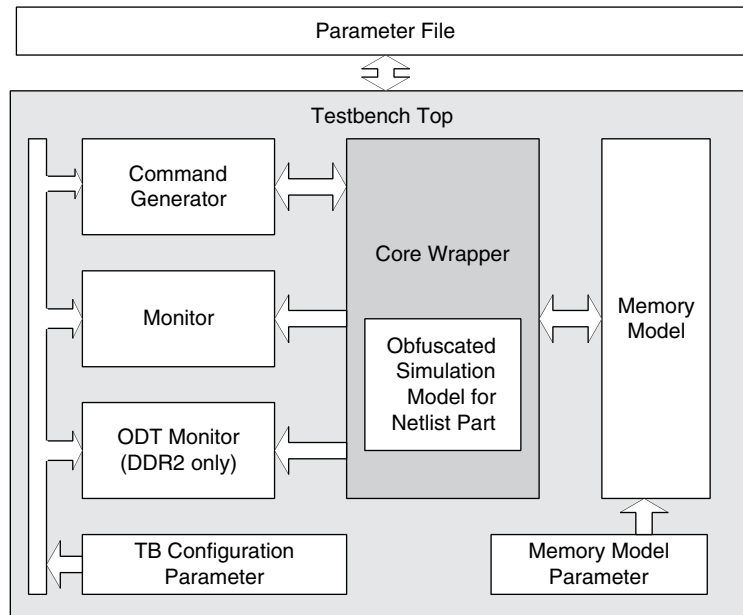 Parameter File
Testbench Top
Command
Generator
Core Wrapper
Monitor
Memory
Model
Obfuscated
Simulation
Model for
Netlist Part
ODT Monitor
(DDR2 only)
TB Configuration
Parameter
Memory Model
Parameter